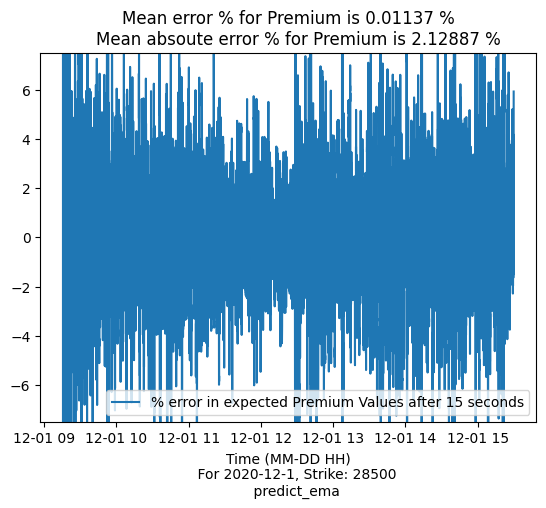 Mean error % for Premium is 0.01137 %
Mean absoute error % for Premium is 2.12887 %
6
4
2
0
−2
−4
−6
% error in expected Premium Values after 15 seconds
12-01 09 12-01 10 12-01 11 12-01 12 12-01 13 12-01 14 12-01 15
Time (MM-DD HH)
For 2020-12-1, Strike: 28500
predict_ema